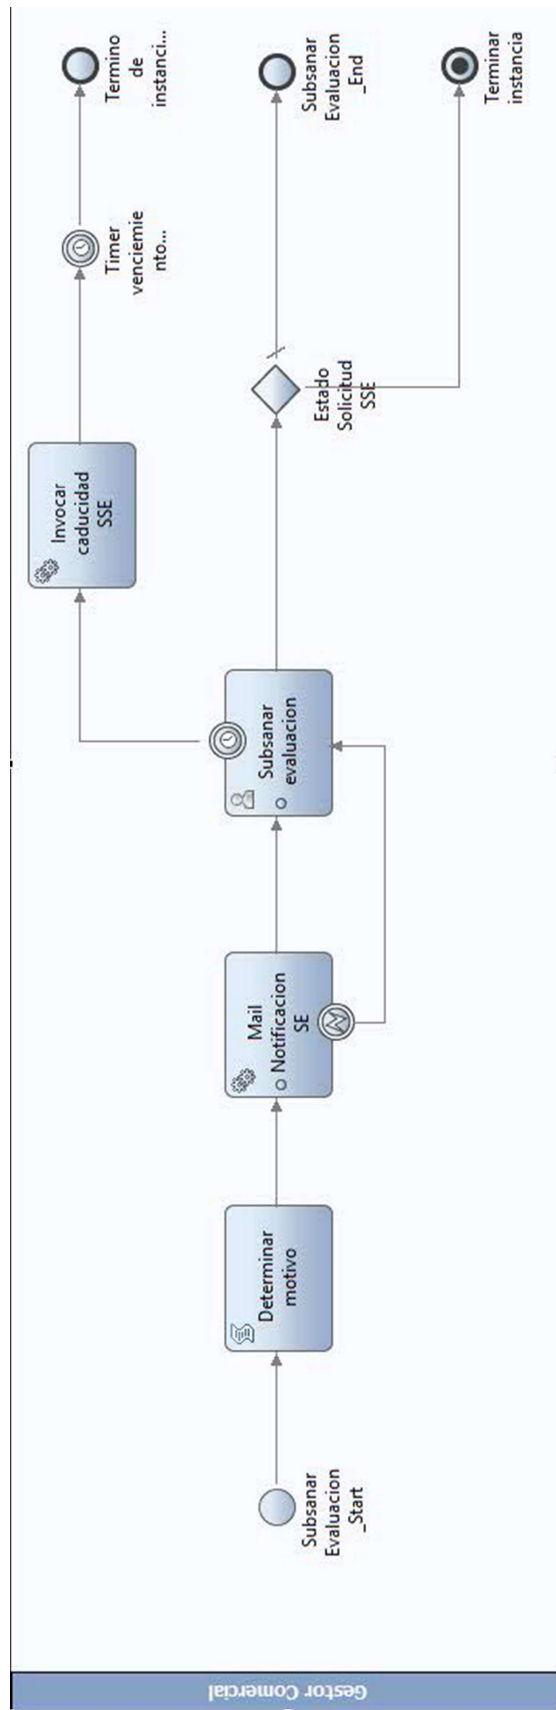 Gestor Comercial
Subsanar
Evaluacion
_Start
Determinar
motivo
Mail
Notificacion
SE
Subsanar
evaluacion
Invocar
caducidad
SSE
Timer
venciemie
nto...
Termino
de
instanci...
Estado
Solicitud
SSE
Subsanar
Evaluacion
_End
Terminar
instancia